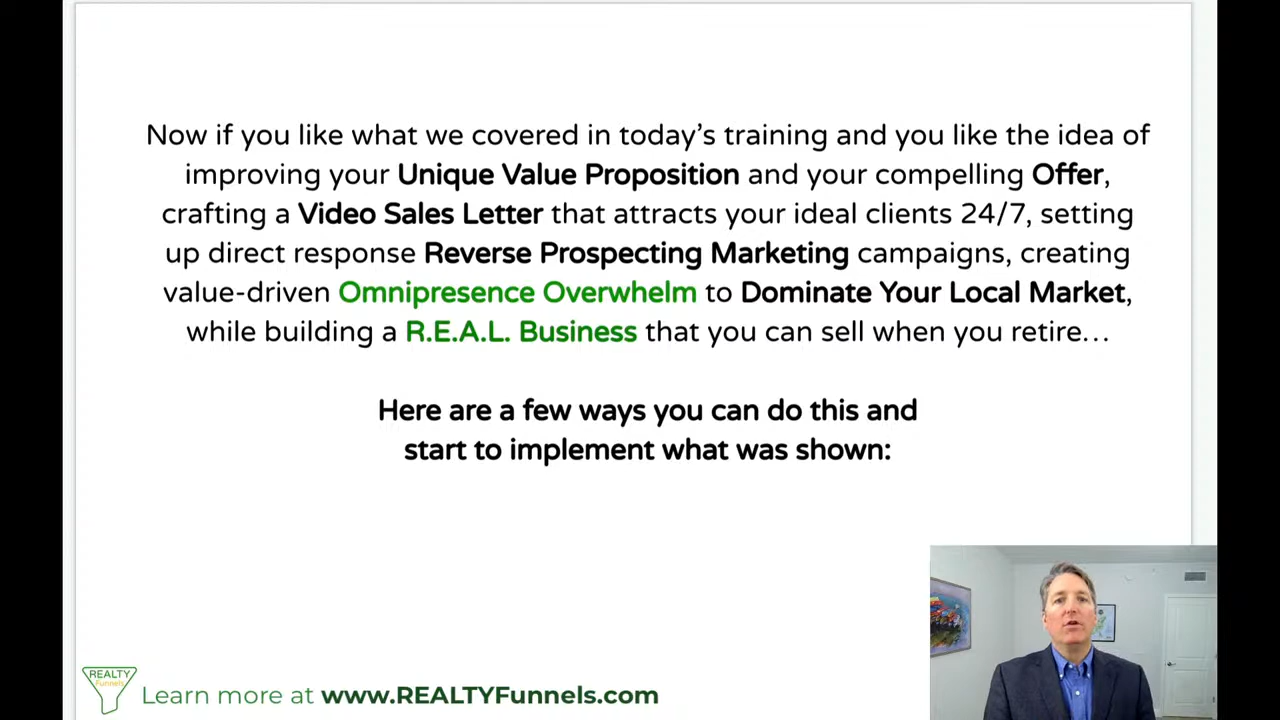 Now if you like what we covered in today's training and you like the idea of
improving your Unique Value Proposition and your compelling Offer,
crafting a Video Sales Letter that attracts your ideal clients 24/7, setting
up direct response Reverse Prospecting Marketing campaigns, creating
value-driven Omnipresence Overwhelm to Dominate Your Local Market,
while building a R.E.A.L. Business that you can sell when you retire…
Here are a few ways you can do this and
start to implement what was shown:
REALTY
Funnels
Learn more at www.REALTYFunnels.com